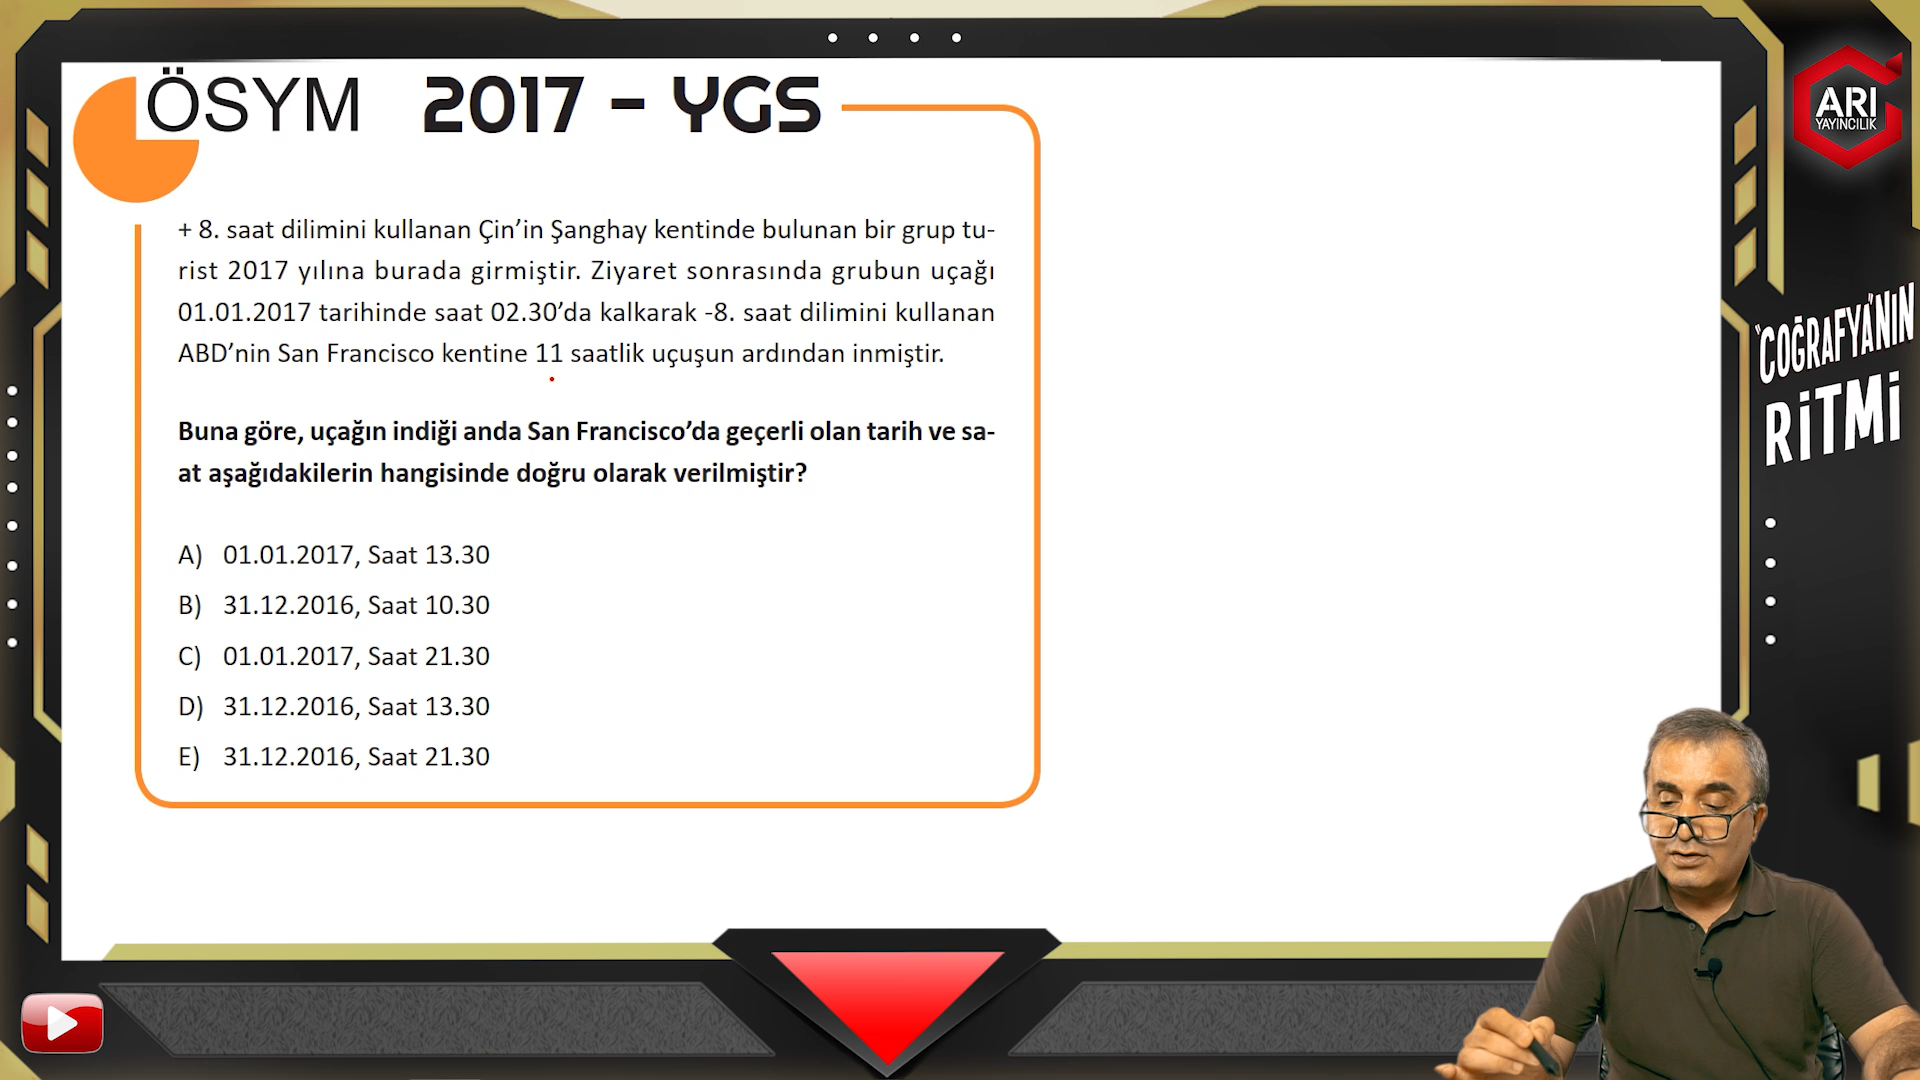 ÖSYM 2017 - YGS
+ 8. saat dilimini kullanan Çin’in Şanghay kentinde bulunan bir grup tu-
rist 2017 yılına burada girmiştir. Ziyaret sonrasında grubun uçağı
01.01.2017 tarihinde saat 02.30’da kalkarak -8. saat dilimini kullanan
ABD’nin San Francisco kentine 11 saatlik uçuşun ardından inmiştir.
Buna göre, uçağın indiği anda San Francisco’da geçerli olan tarih ve sa-
at aşağıdakilerin hangisinde doğru olarak verilmiştir?
A) 01.01.2017, Saat 13.30
B) 31.12.2016, Saat 10.30
C) 01.01.2017, Saat 21.30
D) 31.12.2016, Saat 13.30
E) 31.12.2016, Saat 21.30
ARI
YAYINCILIK
“COĞRAFYA”NIN
RİTMİ